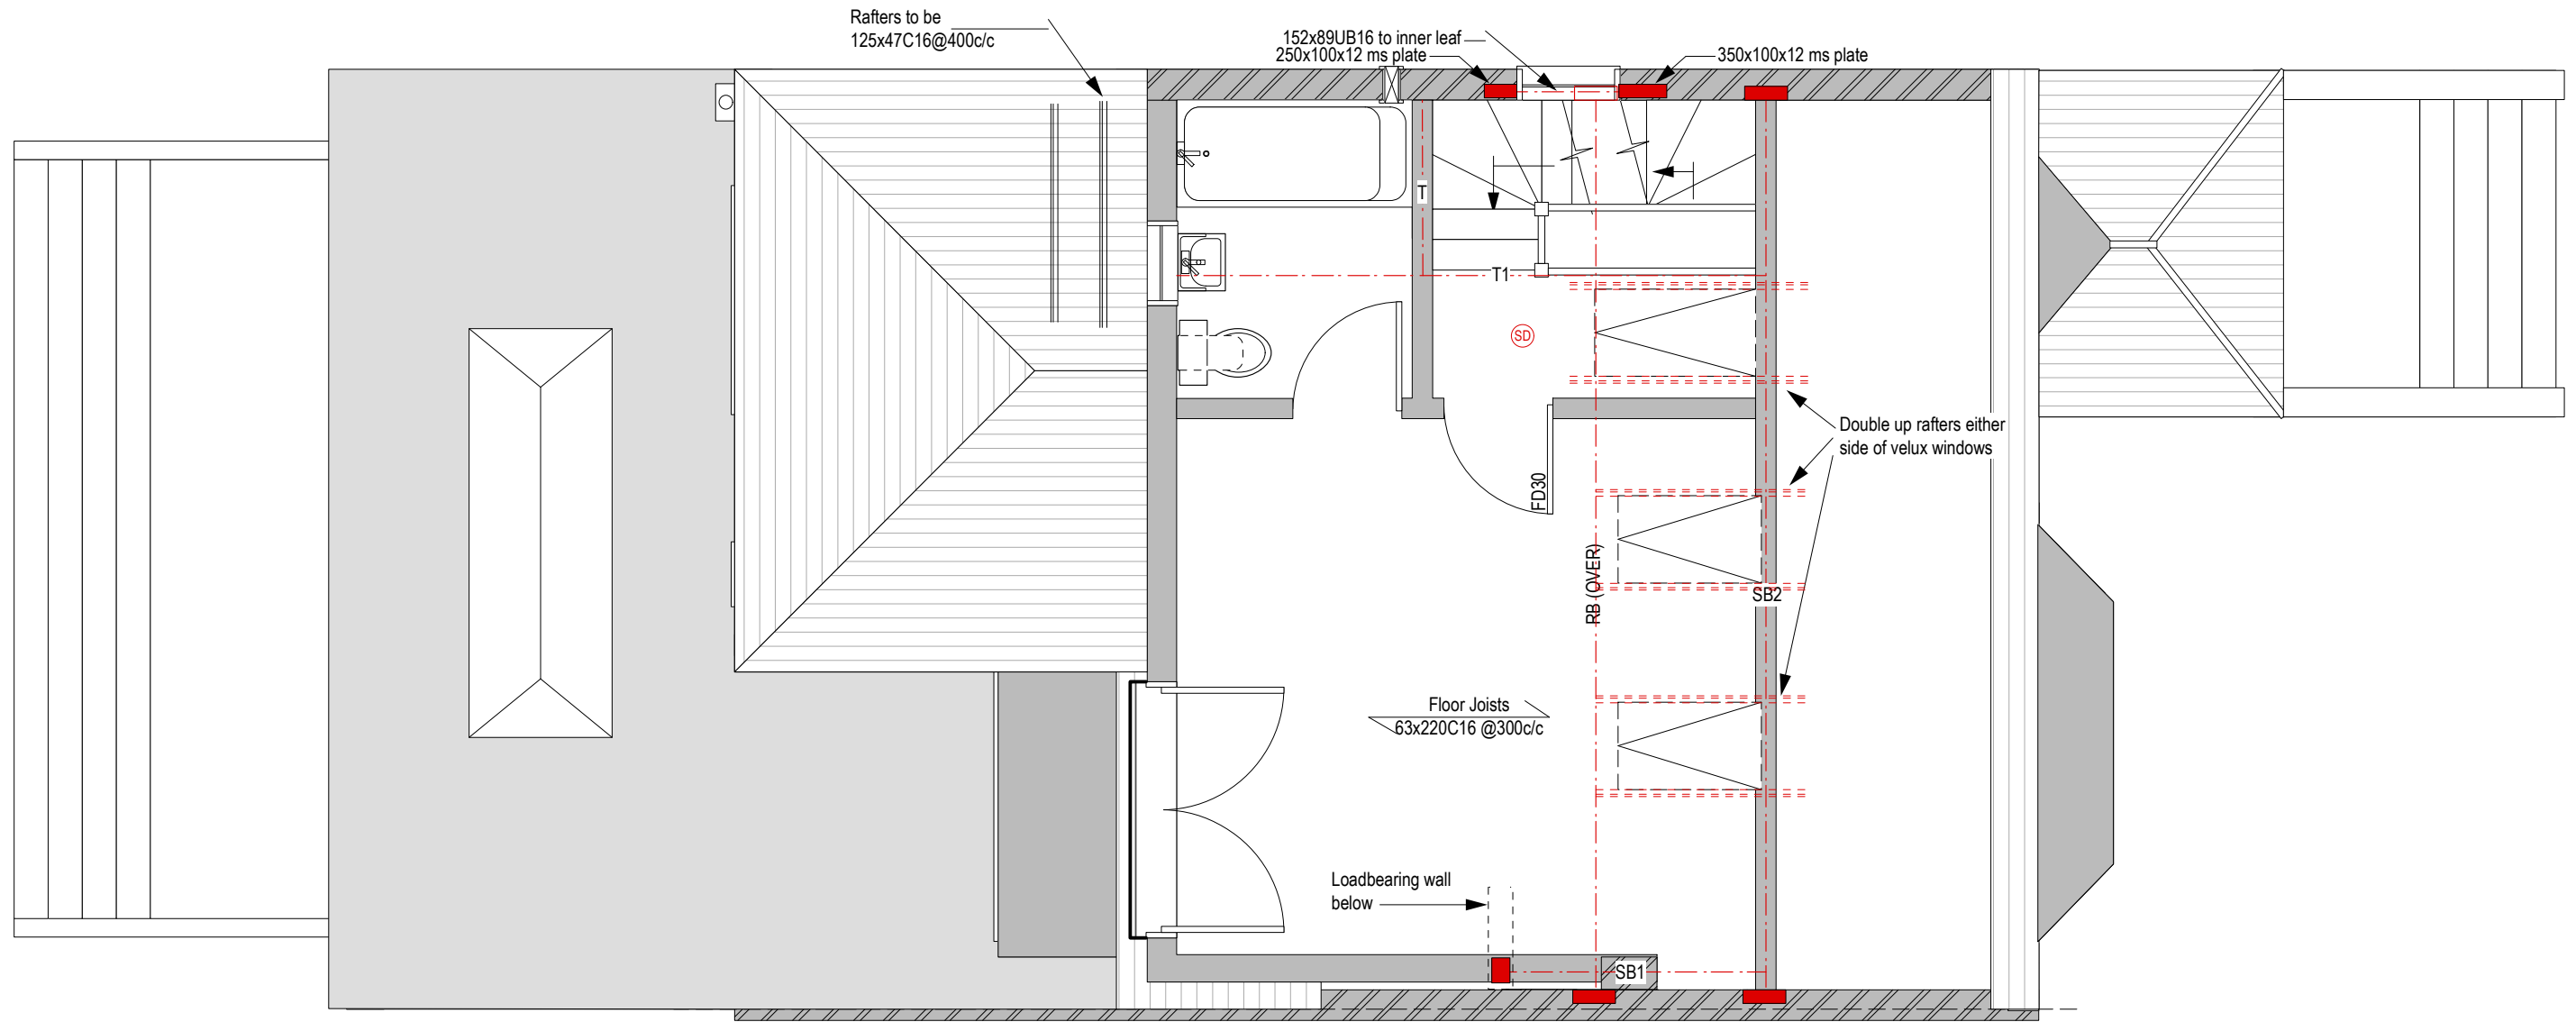 Rafters to be
125x47C16@400c/c
152x89UB16 to inner leaf
250x100x12 ms plate
350x100x12 ms plate
T
T1
SD
Double up rafters either
side of velux windows
FD30
RB (OVER)
SB2
Floor Joists
63x220C16 @300c/c
Loadbearing wall
below
SB1